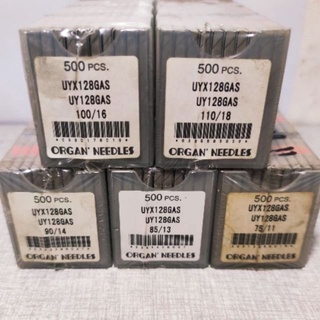 500 PCS.
UYX128GAS
UY128GAS
100/16
ORGAN® NEEDLES
500 PCS.
UYX128GAS
UY128GAS
110/18
ORGAN® NEEDLES
500 PCS.
UYX128GAS
UY128GAS
90/14
ORGAN® NEEDLES
500 PCS.
UYX128GAS
UY128GAS
85/13
ORGAN® NEEDLES
500 PCS.
UYX128GAS
UY128GAS
75/11
ORGAN® NEEDLES